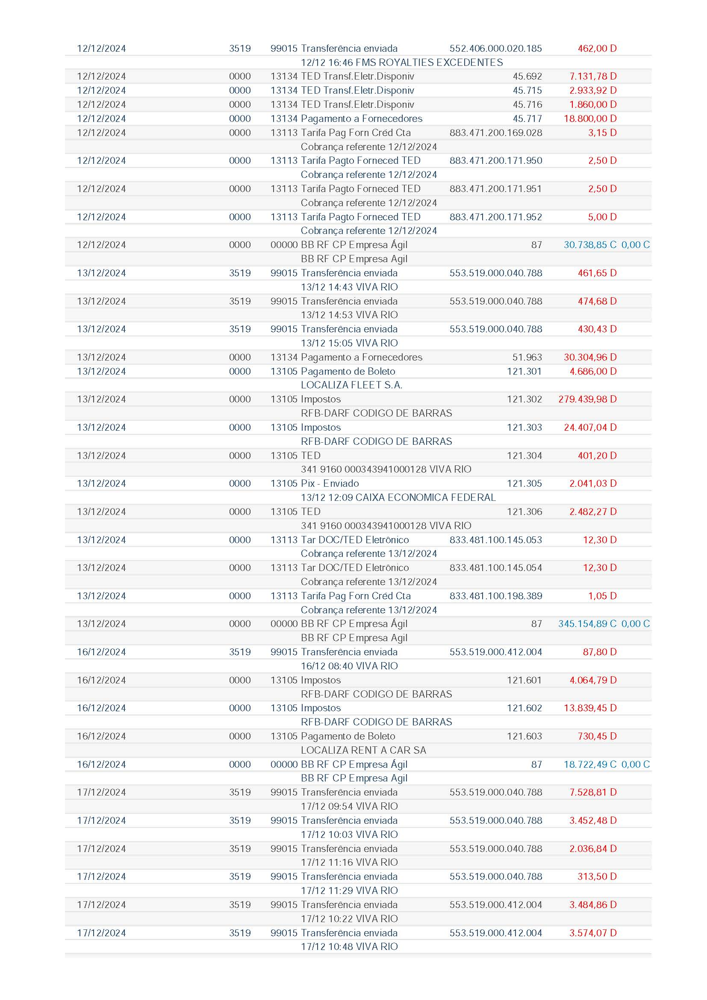 12/12/2024 3519 99015 Transferência enviada 552.406.000.020.185 462,00 D
12/12 16:46 FMS ROYALTIES EXCEDENTES
12/12/2024 0000 13134 TED Transf.Eletr.Disponiv 45.692 7.131,78 D
12/12/2024 0000 13134 TED Transf.Eletr.Disponiv 45.715 2.933,92 D
12/12/2024 0000 13134 TED Transf.Eletr.Disponiv 45.716 1.860,00 D
12/12/2024 0000 13134 Pagamento a Fornecedores 45.717 18.800,00 D
12/12/2024 0000 13113 Tarifa Pag Forn Créd Cta 883.471.200.169.028 3,15 D
Cobrança referente 12/12/2024
12/12/2024 0000 13113 Tarifa Pagto Forneced TED 883.471.200.171.950 2,50 D
Cobrança referente 12/12/2024
12/12/2024 0000 13113 Tarifa Pagto Forneced TED 883.471.200.171.951 2,50 D
Cobrança referente 12/12/2024
12/12/2024 0000 13113 Tarifa Pagto Forneced TED 883.471.200.171.952 5,00 D
Cobrança referente 12/12/2024
12/12/2024 0000 00000 BB RF CP Empresa Ágil 87 30.738,85 C 0,00 C
BB RF CP Empresa Agil
13/12/2024 3519 99015 Transferência enviada 553.519.000.040.788 461,65 D
13/12 14:43 VIVA RIO
13/12/2024 3519 99015 Transferência enviada 553.519.000.040.788 474,68 D
13/12 14:53 VIVA RIO
13/12/2024 3519 99015 Transferência enviada 553.519.000.040.788 430,43 D
13/12 15:05 VIVA RIO
13/12/2024 0000 13134 Pagamento a Fornecedores 51.963 30.304,96 D
13/12/2024 0000 13105 Pagamento de Boleto 121.301 4.686,00 D
LOCALIZA FLEET S.A.
13/12/2024 0000 13105 Impostos 121.302 279.439,98 D
RFB-DARF CODIGO DE BARRAS
13/12/2024 0000 13105 Impostos 121.303 24.407,04 D
RFB-DARF CODIGO DE BARRAS
13/12/2024 0000 13105 TED 121.304 401,20 D
341 9160 000343941000128 VIVA RIO
13/12/2024 0000 13105 Pix - Enviado 121.305 2.041,03 D
13/12 12:09 CAIXA ECONOMICA FEDERAL
13/12/2024 0000 13105 TED 121.306 2.482,27 D
341 9160 000343941000128 VIVA RIO
13/12/2024 0000 13113 Tar DOC/TED Eletrônico 833.481.100.145.053 12,30 D
Cobrança referente 13/12/2024
13/12/2024 0000 13113 Tar DOC/TED Eletrônico 833.481.100.145.054 12,30 D
Cobrança referente 13/12/2024
13/12/2024 0000 13113 Tarifa Pag Forn Créd Cta 833.481.100.198.389 1,05 D
Cobrança referente 13/12/2024
13/12/2024 0000 00000 BB RF CP Empresa Ágil 87 345.154,89 C 0,00 C
BB RF CP Empresa Agil
16/12/2024 3519 99015 Transferência enviada 553.519.000.412.004 87,80 D
16/12 08:40 VIVA RIO
16/12/2024 0000 13105 Impostos 121.601 4.064,79 D
RFB-DARF CODIGO DE BARRAS
16/12/2024 0000 13105 Impostos 121.602 13.839,45 D
RFB-DARF CODIGO DE BARRAS
16/12/2024 0000 13105 Pagamento de Boleto 121.603 730,45 D
LOCALIZA RENT A CAR SA
16/12/2024 0000 00000 BB RF CP Empresa Ágil 87 18.722,49 C 0,00 C
BB RF CP Empresa Agil
17/12/2024 3519 99015 Transferência enviada 553.519.000.040.788 7.528,81 D
17/12 09:54 VIVA RIO
17/12/2024 3519 99015 Transferência enviada 553.519.000.040.788 3.452,48 D
17/12 10:03 VIVA RIO
17/12/2024 3519 99015 Transferência enviada 553.519.000.040.788 2.036,84 D
17/12 11:16 VIVA RIO
17/12/2024 3519 99015 Transferência enviada 553.519.000.040.788 313,50 D
17/12 11:29 VIVA RIO
17/12/2024 3519 99015 Transferência enviada 553.519.000.412.004 3.484,86 D
17/12 10:22 VIVA RIO
17/12/2024 3519 99015 Transferência enviada 553.519.000.412.004 3.574,07 D
17/12 10:48 VIVA RIO